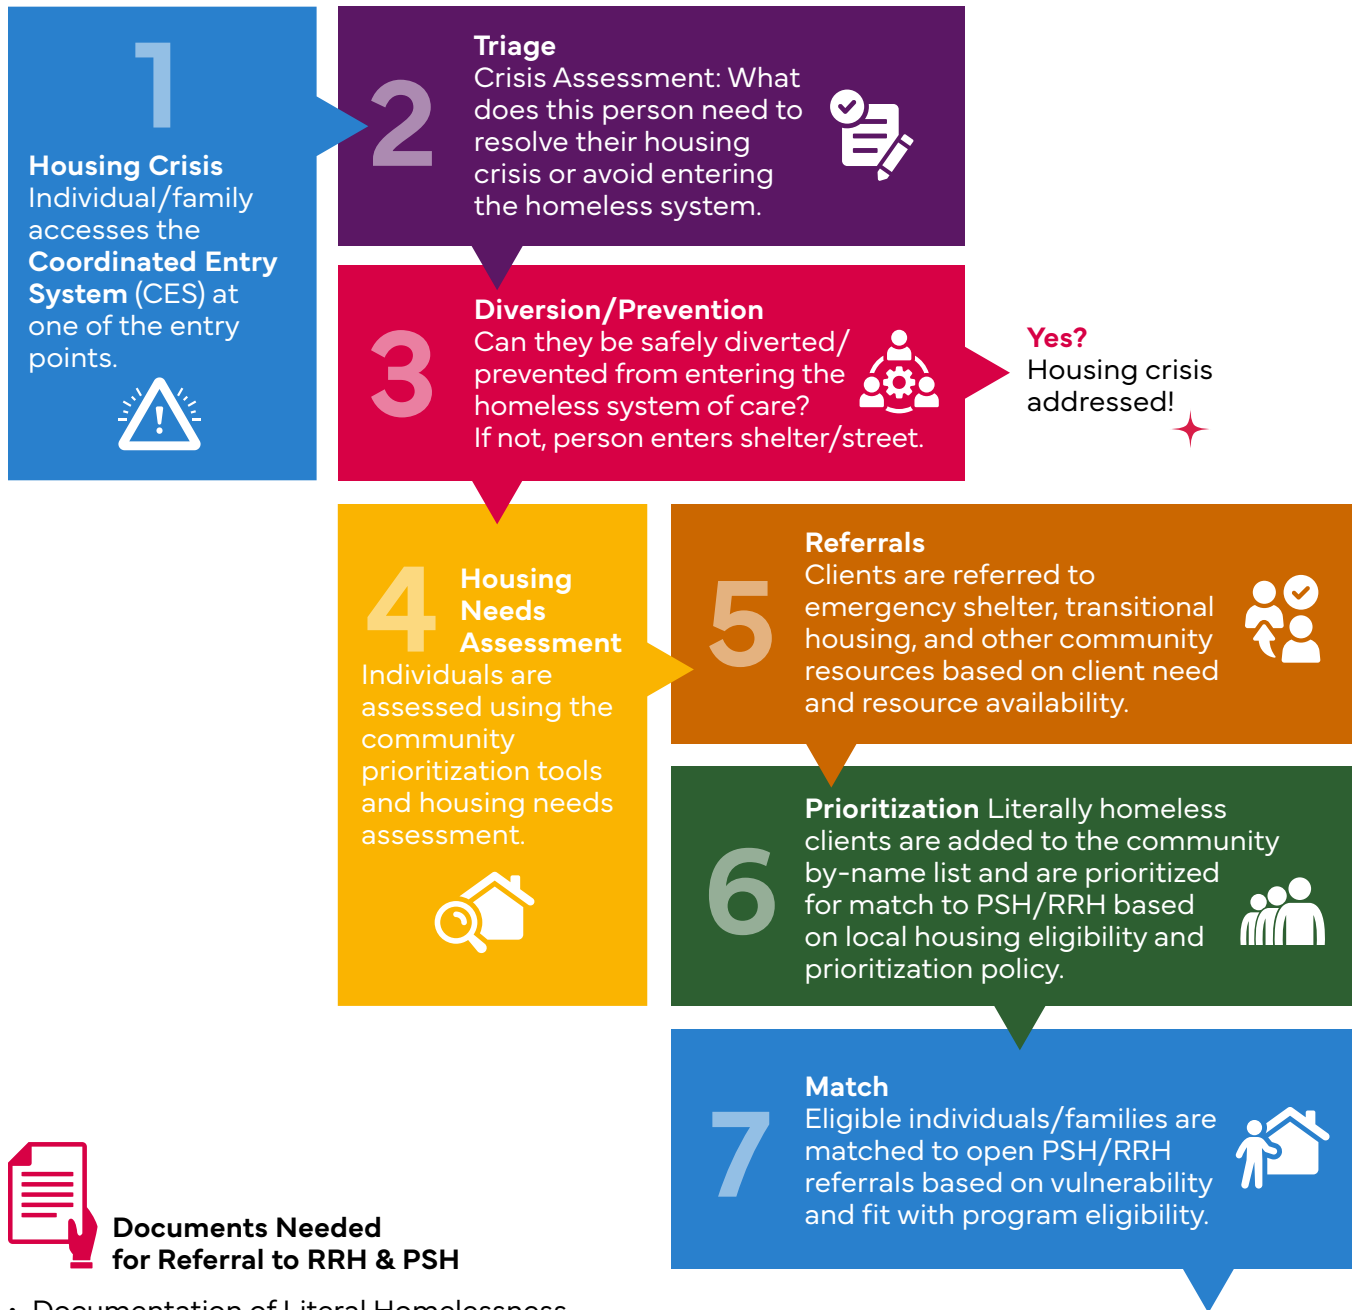 1
Housing Crisis
Individual/family
accesses the
Coordinated Entry
System (CES) at
one of the entry
points.
2
Triage
Crisis Assessment: What
does this person need to
resolve their housing
crisis or avoid entering
the homeless system.
3
Diversion/Prevention
Can they be safely diverted/
prevented from entering the
homeless system of care?
If not, person enters shelter/street.
Yes?
Housing crisis
addressed!
4
Housing
Needs
Assessment
Individuals are
assessed using the
community
prioritization tools
and housing needs
assessment.
5
Referrals
Clients are referred to
emergency shelter, transitional
housing, and other community
resources based on client need
and resource availability.
6
Prioritization Literally homeless
clients are added to the community
by-name list and are prioritized
for match to PSH/RRH based
on local housing eligibility and
prioritization policy.
7
Match
Eligible individuals/families are
matched to open PSH/RRH
referrals based on vulnerability
and fit with program eligibility.
Documents Needed
for Referral to RRH & PSH
• Documentation of Literal Homelessness